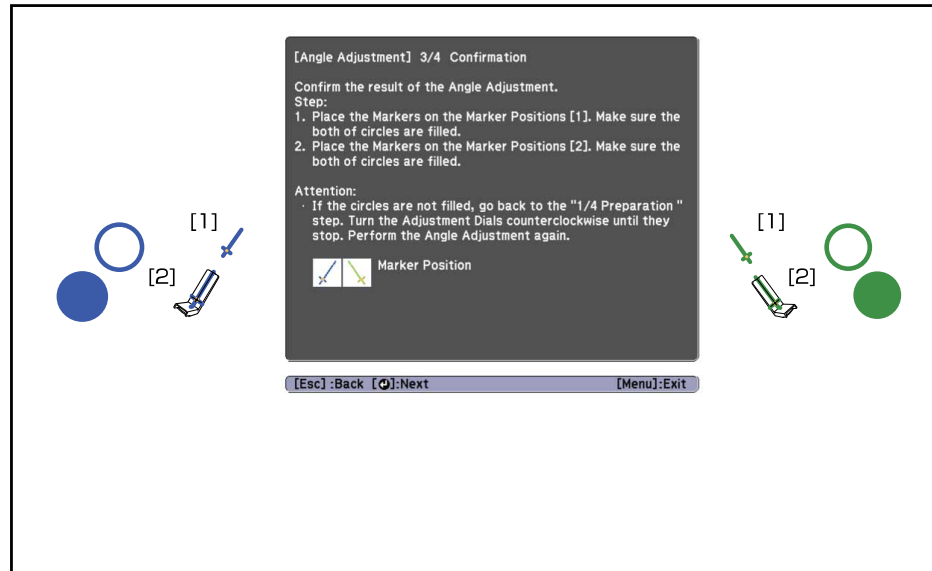 [Angle Adjustment] 3/4 Confirmation
Confirm the result of the Angle Adjustment.
Step:
1. Place the Markers on the Marker Positions [1]. Make sure the
both of circles are filled.
2. Place the Markers on the Marker Positions [2]. Make sure the
both of circles are filled.
Attention:
· If the circles are not filled, go back to the "1/4 Preparation "
step. Turn the Adjustment Dials counterclockwise until they
stop. Perform the Angle Adjustment again.
[1]
[1]
[2]
[2]
Marker Position
[Esc] :Back [⏎]:Next [Menu]:Exit